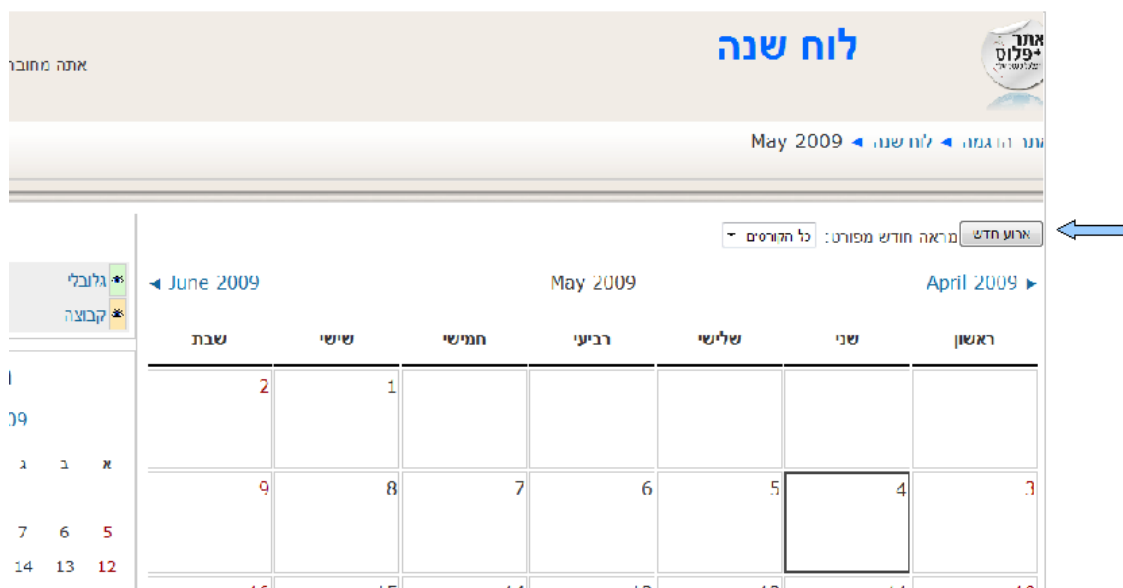 לוח שנה
אתר
פלוס+
אתה מחובר
לוח שנה ◄ May 2009
ארוע חדש
מראה חודש מפורט: כל הקורסים
April 2009 ►
May 2009
◄ June 2009
ראשון שני שלישי רביעי חמישי שישי שבת
1 2
3 4 5 6 7 8 9
גלובלי
קבוצה
09
א ב ג
5 6 7
12 13 14